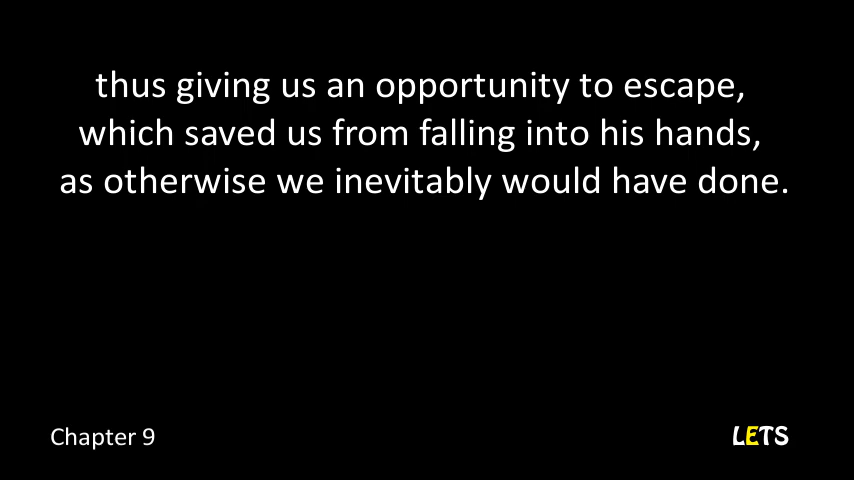 thus giving us an opportunity to escape,
which saved us from falling into his hands,
as otherwise we inevitably would have done.
Chapter 9
LETS